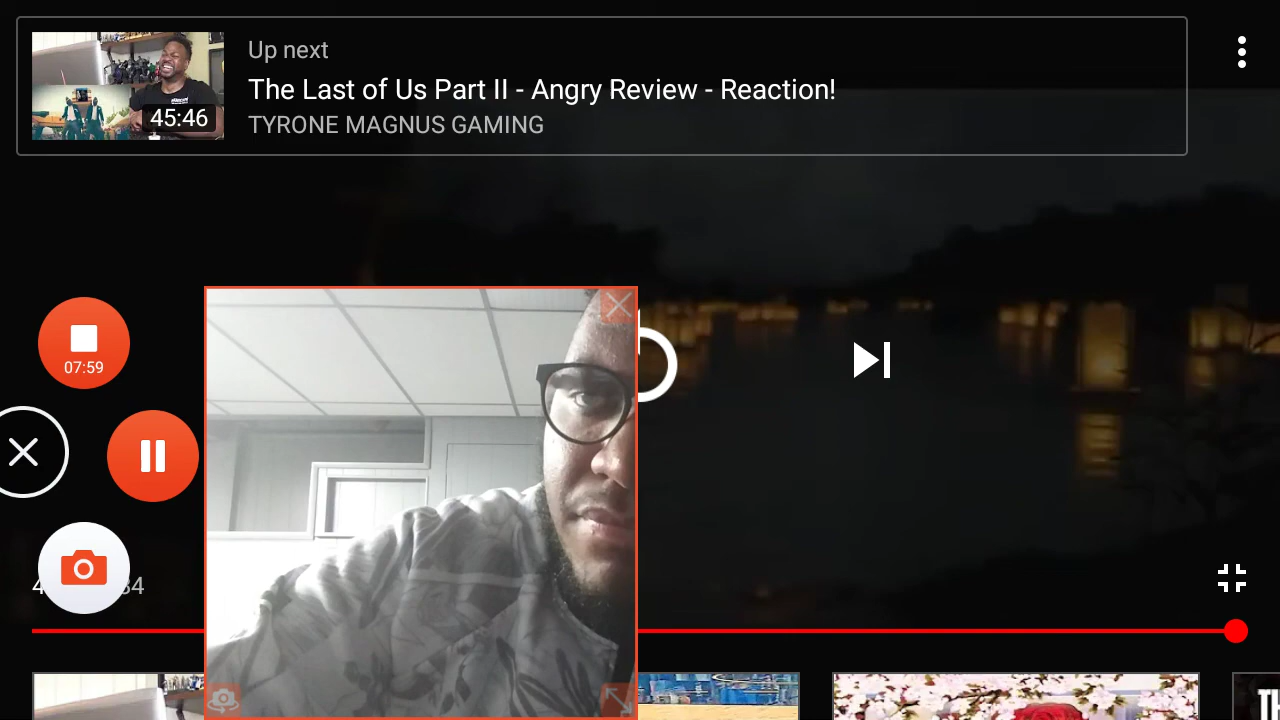 Up next
The Last of Us Part II - Angry Review - Reaction!
45:46
TYRONE MAGNUS GAMING
07:59